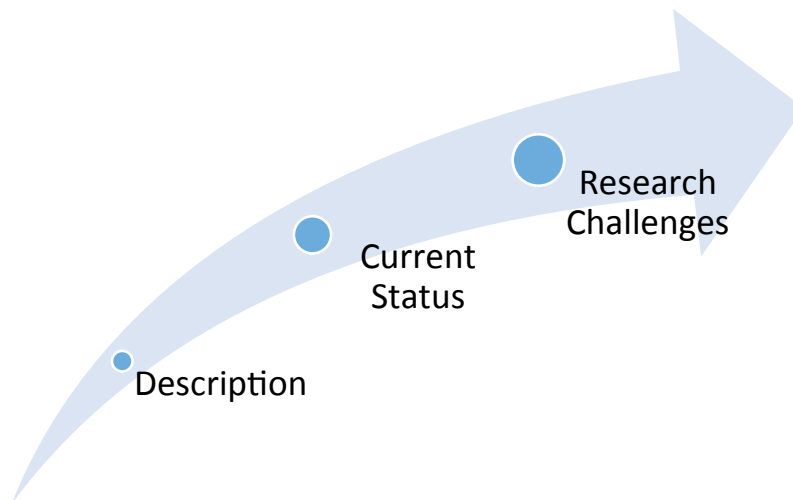 Research
Challenges
Current
Status
Description